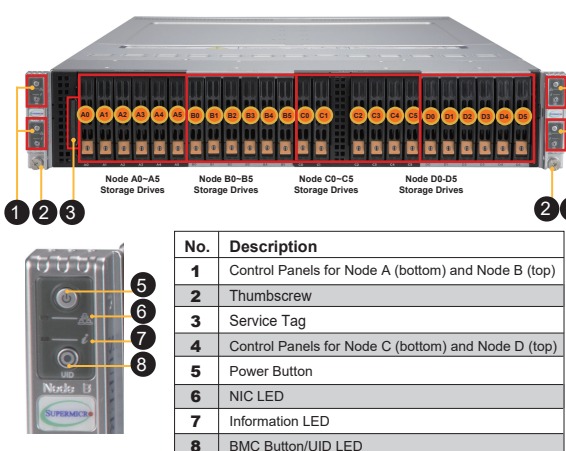 A0 A1 A2 A3 A4 A5 B0 B1 B2 B3 B4 B5 C0 C1 C2 C3 C4 C5 D0 D1 D2 D3 D4 D5
Node A0~A5 Node B0~B5 Node C0~C5 Node D0-D5
Storage Drives Storage Drives Storage Drives Storage Drives
1 2 3 2
5
6
7
8
UID
Node B
SUPERMICR
No. Description
1 Control Panels for Node A (bottom) and Node B (top)
2 Thumbscrew
3 Service Tag
4 Control Panels for Node C (bottom) and Node D (top)
5 Power Button
6 NIC LED
7 Information LED
8 BMC Button/UID LED